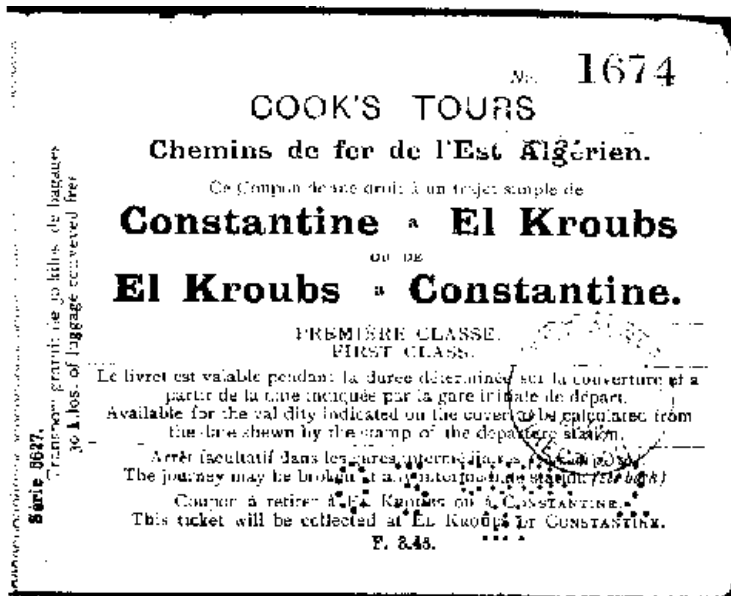 No. 1674
COOK'S TOURS
Chemins de fer de l'Est Algérien.
Ce Coupon donne droit à un trajet simple de
Constantine a El Kroubs
OU DE
El Kroubs a Constantine.
PREMIÈRE CLASSE.
FIRST CLASS.
Le livret est valable pendant la durée déterminée sur la couverture et a
partir de la date indiquée par la gare initiale de départ.
Available for the validity indicated on the cover to be calculated from
the date shewn by the stamp of the departure station.
Arrêt facultatif dans les gares intermédiaires
The journey may be broken at any intermediate station (see back)
Coupon à retirer à EL KROUBS ou à CONSTANTINE.
This ticket will be collected at EL KROUBS ET CONSTANTINE.
F. 3.45.
Série 8627.
Transport gratuit de 30 kilos de bagages
30 kilos. of luggage conveyed free